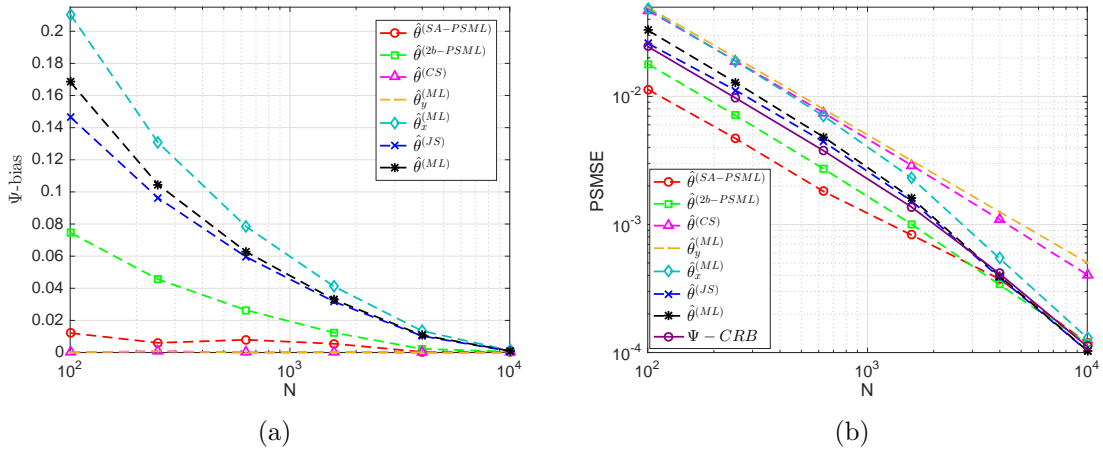 0.2
0.18
0.16
0.14
0.12
0.1
0.08
0.06
0.04
0.02
0
Ψ-bias
10^2
10^3
10^4
N
θ̂^(SA−PSML)
θ̂^(2b−PSML)
θ̂^(CS)
θ̂_y^(ML)
θ̂_x^(ML)
θ̂^(JS)
θ̂^(ML)
(a)
10^-2
10^-3
10^-4
PSMSE
10^2
10^3
10^4
N
θ̂^(SA−PSML)
θ̂^(2b−PSML)
θ̂^(CS)
θ̂_y^(ML)
θ̂_x^(ML)
θ̂^(JS)
θ̂^(ML)
Ψ − CRB
(b)